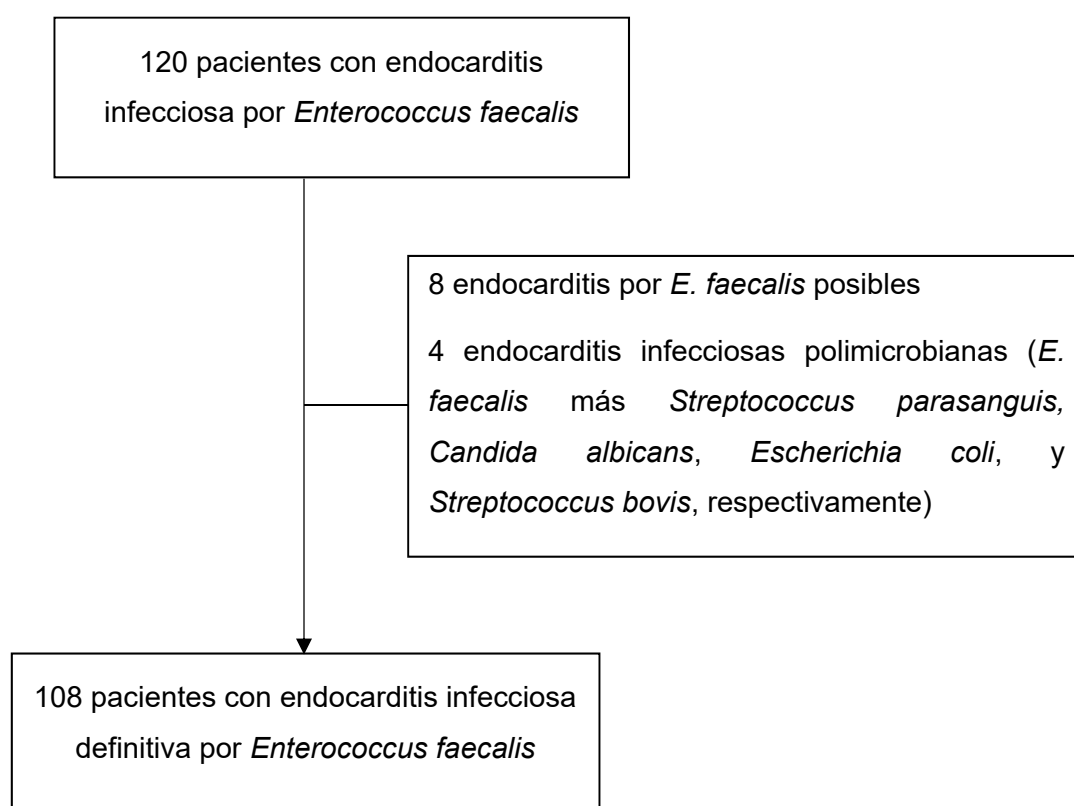 120 pacientes con endocarditis
infecciosa por Enterococcus faecalis
8 endocarditis por E. faecalis posibles
4 endocarditis infecciosas polimicrobianas (E.
faecalis más Streptococcus parasanguis,
Candida albicans, Escherichia coli, y
Streptococcus bovis, respectivamente)
108 pacientes con endocarditis infecciosa
definitiva por Enterococcus faecalis